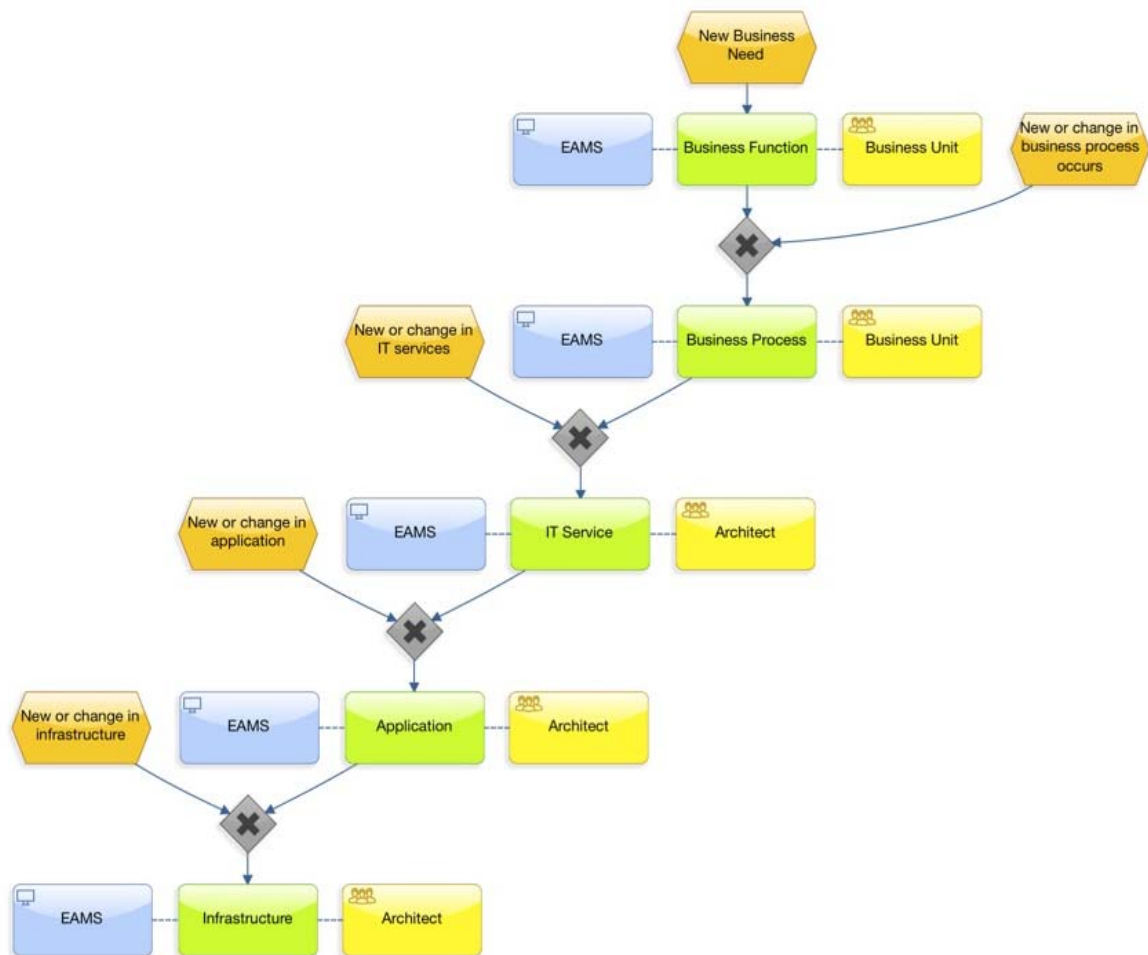 New Business
Need
EAMS
Business Function
Business Unit
New or change in
business process
occurs
New or change in
IT services
EAMS
Business Process
Business Unit
New or change in
application
EAMS
IT Service
Architect
New or change in
infrastructure
EAMS
Application
Architect
EAMS
Infrastructure
Architect